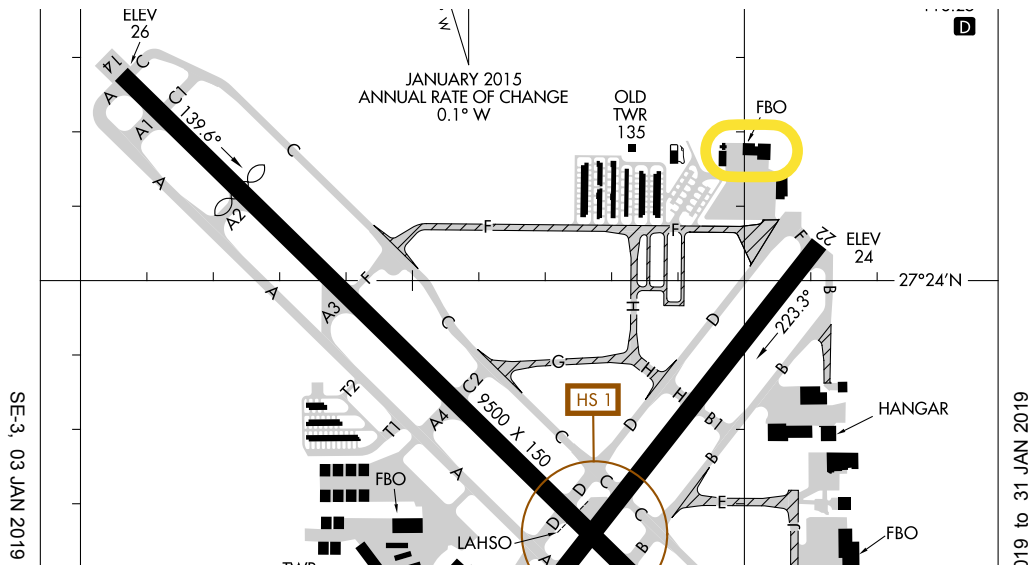 ELEV
26
W
D
JANUARY 2015
ANNUAL RATE OF CHANGE
0.1° W
OLD
TWR
135
FBO
14
C
A
C1
A1
139.6°
C
A
A2
F
F
F
22
ELEV
24
27°24'N
A
F
A3
H
B
D
223.3°
C
G
H
B
T2
C2
H
HS 1
9500 X 150
A4
T1
D
B1
HANGAR
C
A
B
FBO
D
C
E
D
C
LAHSO
A
B
J
FBO
TWR
SE-3, 03 JAN 2019
019 to 31 JAN 2019